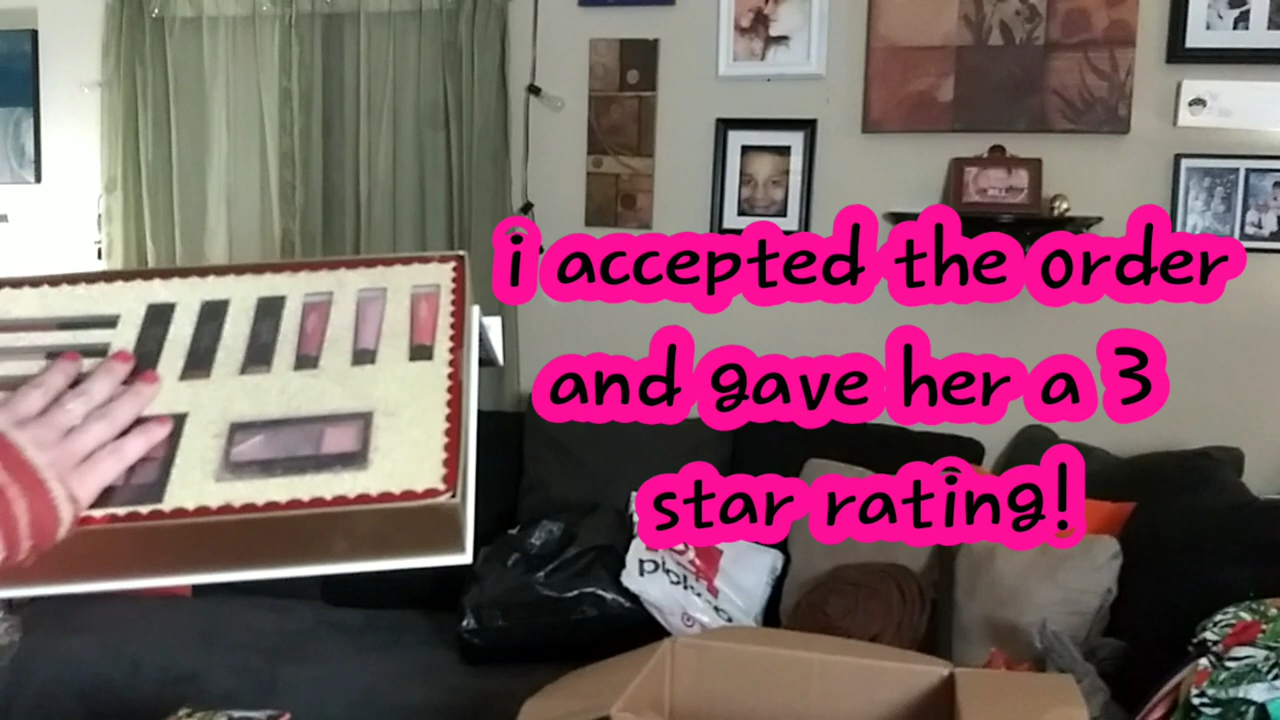 i accepted the order
and gave her a 3
star rating!